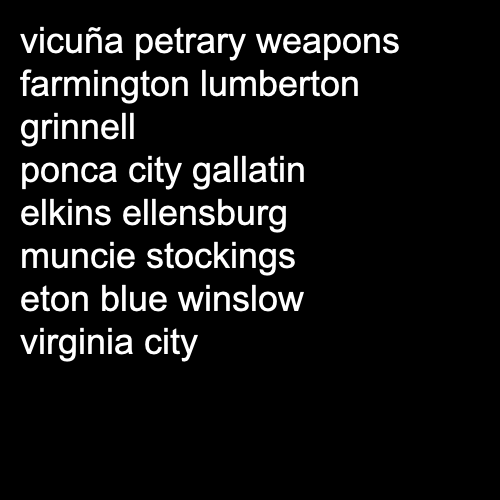 vicuña petrary weapons
farmington lumberton
grinnell
ponca city gallatin
elkins ellensburg
muncie stockings
eton blue winslow
virginia city